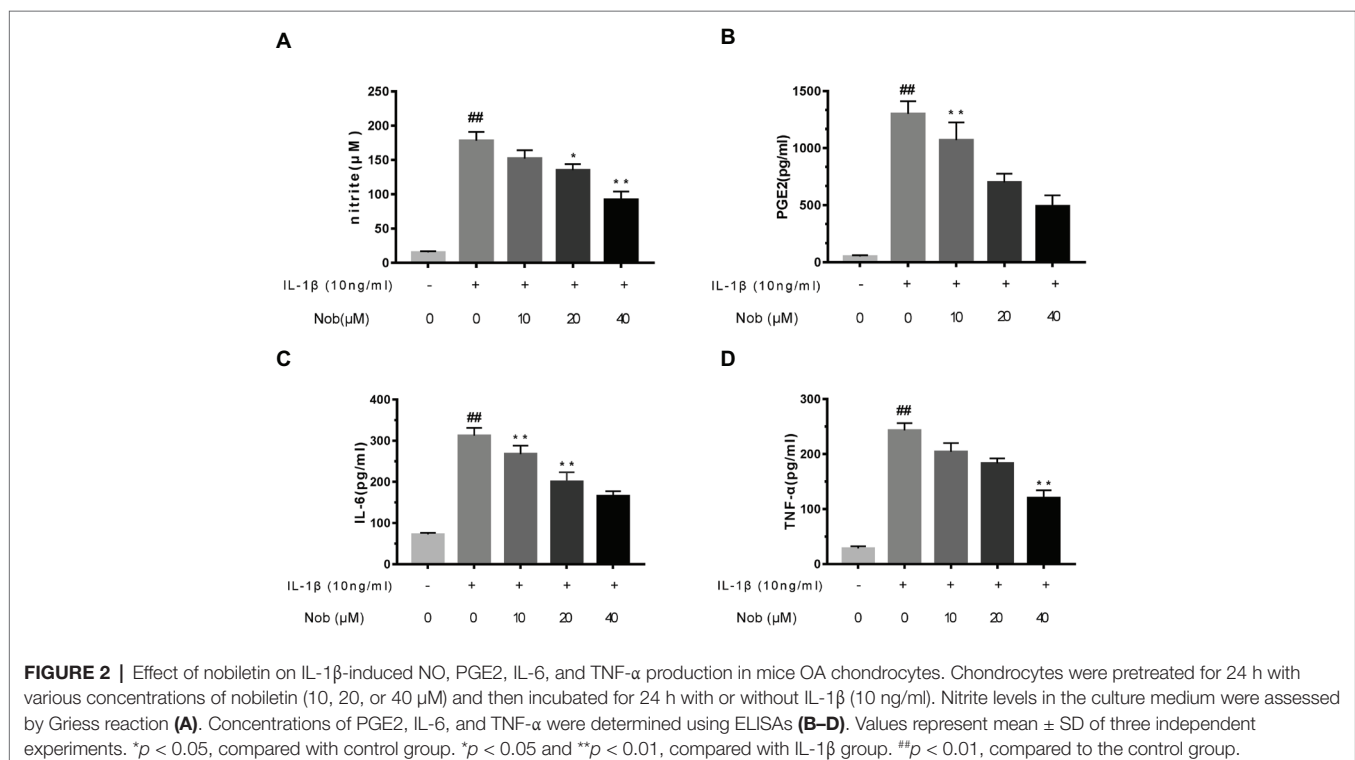 A
nitrite(μM)
250
200
150
100
50
0
##
*
**
IL-1β (10ng/ml) - + + + +
Nob(μM) 0 0 10 20 40
B
PGE2(pg/ml)
1500
1000
500
0
##
**
IL-1β (10ng/ml) - + + + +
Nob (μM) 0 0 10 20 40
C
IL-6(pg/ml)
400
300
200
100
0
##
**
**
IL-1β (10ng/ml) - + + + +
Nob (μM) 0 0 10 20 40
D
TNF-α(pg/ml)
300
200
100
0
##
**
IL-1β (10ng/ml) - + + + +
Nob (μM) 0 0 10 20 40
FIGURE 2 | Effect of nobiletin on IL-1β-induced NO, PGE2, IL-6, and TNF-α production in mice OA chondrocytes. Chondrocytes were pretreated for 24 h with
various concentrations of nobiletin (10, 20, or 40 μM) and then incubated for 24 h with or without IL-1β (10 ng/ml). Nitrite levels in the culture medium were assessed
by Griess reaction (A). Concentrations of PGE2, IL-6, and TNF-α were determined using ELISAs (B–D). Values represent mean ± SD of three independent
experiments. *p < 0.05, compared with control group. *p < 0.05 and **p < 0.01, compared with IL-1β group. ##p < 0.01, compared to the control group.